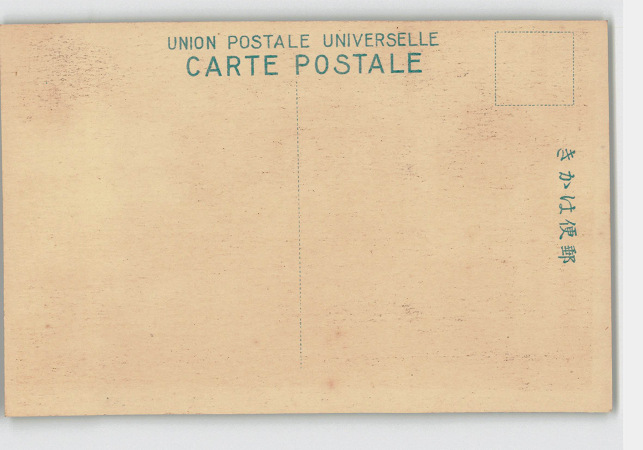 UNION POSTALE UNIVERSELLE
CARTE POSTALE
郵便はかき